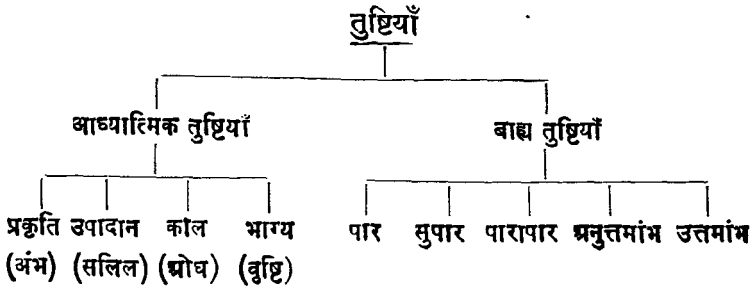 तुष्टियाँ
आध्यात्मिक तुष्टियाँ बाह्य तुष्टियाँ
प्रकृति उपादान काल भाग्य पार सुपार पारापार अनुत्तमांभ उत्तमांभ
(अंभ) (सलिल) (ओघ) (वृष्टि)